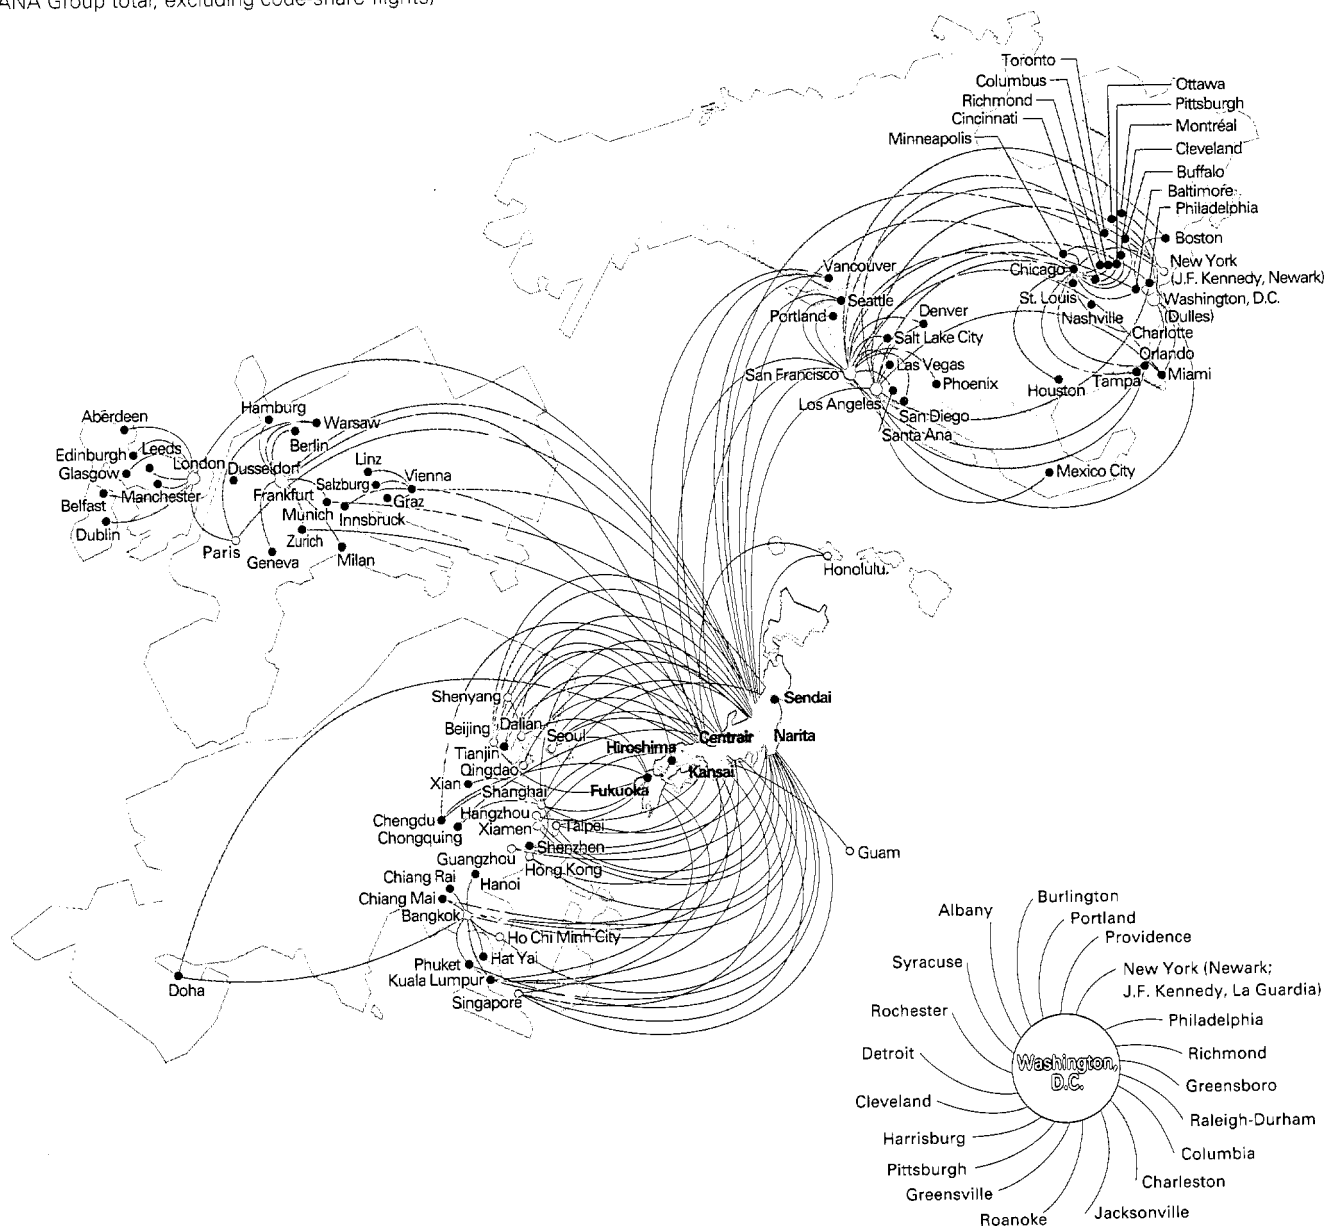 ANA Group total, excluding code-share flights)
Toronto
Columbus
Richmond
Cincinnati
Minneapolis
Ottawa
Pittsburgh
Montréal
Cleveland
Buffalo
Baltimore
Philadelphia
Boston
New York
(J.F. Kennedy, Newark)
Washington, D.C.
(Dulles)
Chicago
St. Louis
Nashville
Charlotte
Orlando
Tampa
Miami
Houston
Vancouver
Seattle
Portland
Denver
Salt Lake City
San Francisco
Las Vegas
Phoenix
Los Angeles
San Diego
Santa Ana
Mexico City
Aberdeen
Edinburgh
Leeds
Glasgow
London
Manchester
Belfast
Dublin
Hamburg
Warsaw
Berlin
Dusseldorf
Frankfurt
Linz
Salzburg
Vienna
Graz
Munich
Innsbruck
Paris
Zurich
Geneva
Milan
Honolulu
Shenyang
Beijing
Dalian
Seoul
Tianjin
Qingdao
Xian
Shanghai
Chengdu
Hangzhou
Chongquing
Xiamen
Taipei
Shenzhen
Guangzhou
Hong Kong
Chiang Rai
Hanoi
Chiang Mai
Bangkok
Ho Chi Minh City
Hat Yai
Phuket
Kuala Lumpur
Singapore
Doha
Sendai
Centrair
Narita
Hiroshima
Kansai
Fukuoka
Guam
Burlington
Albany
Portland
Providence
Syracuse
New York (Newark;
J.F. Kennedy, La Guardia)
Rochester
Philadelphia
Detroit
Richmond
Washington,
D.C.
Greensboro
Cleveland
Raleigh-Durham
Harrisburg
Columbia
Pittsburgh
Charleston
Greensville
Jacksonville
Roanoke